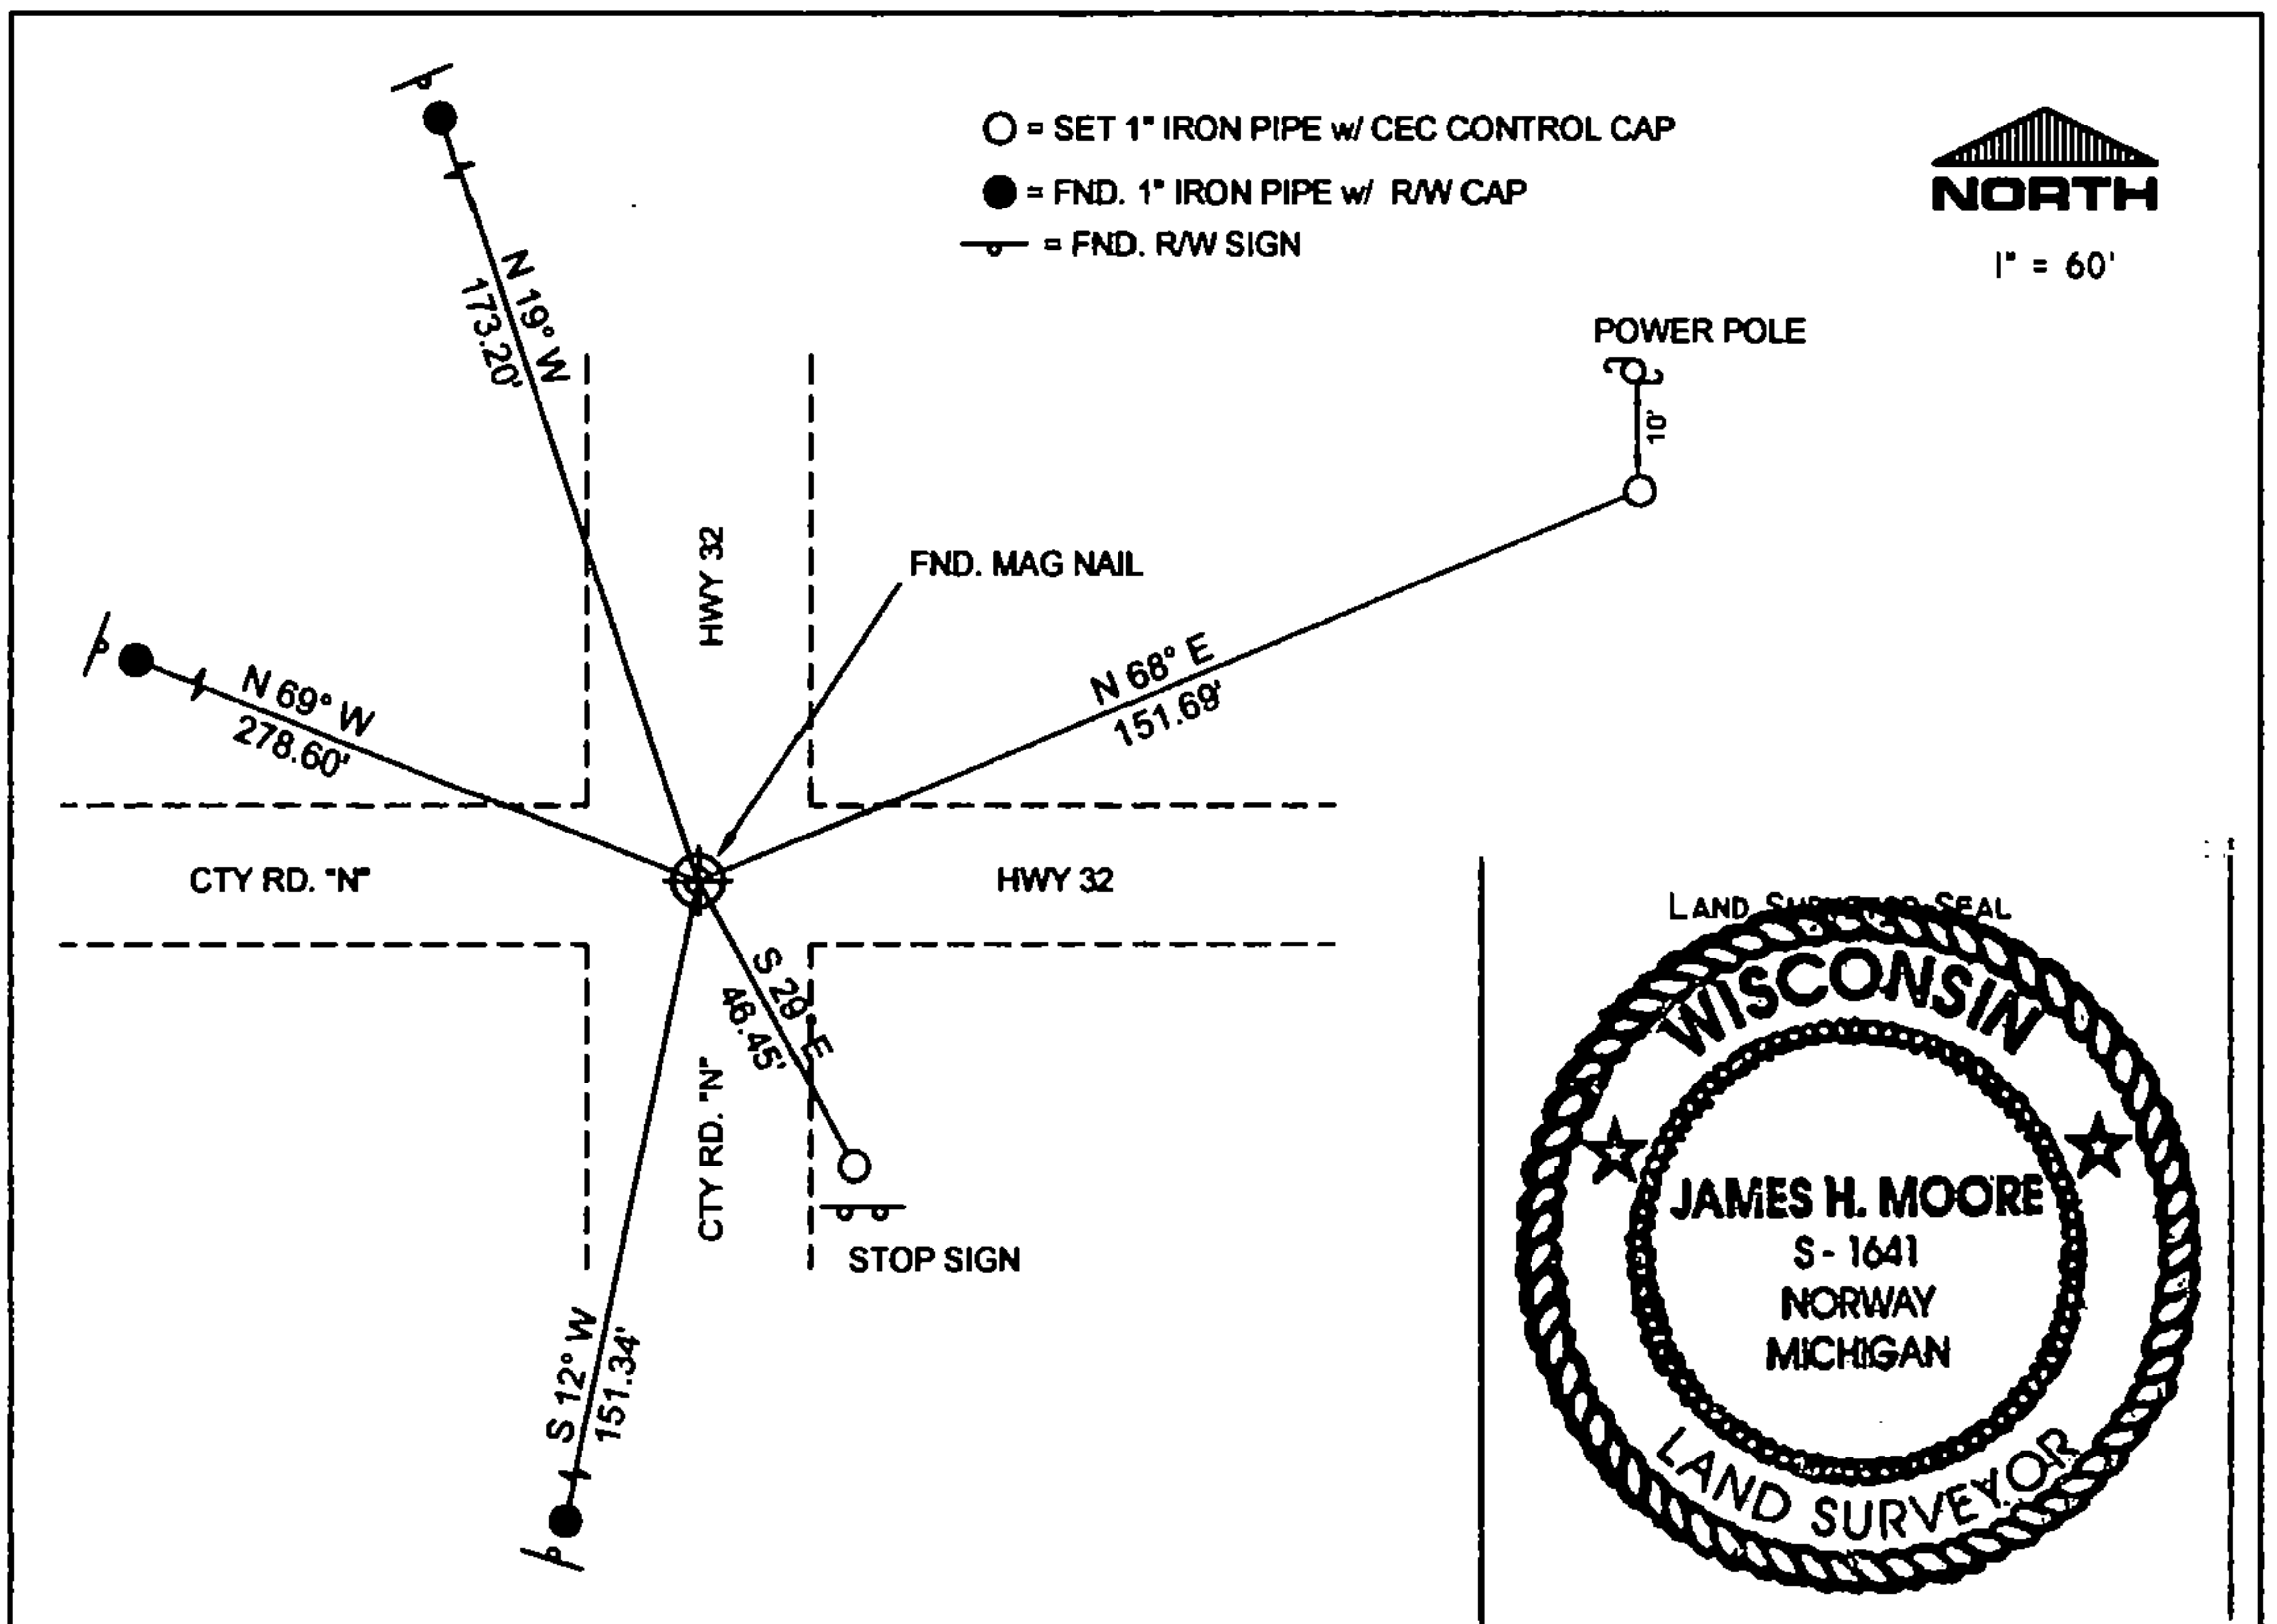 ○ = SET 1" IRON PIPE w/ CEC CONTROL CAP
● = FND. 1" IRON PIPE w/ R/W CAP
= FND. R/W SIGN
NORTH
1" = 60'
N 19° W
173.20'
POWER POLE
10'
HWY 32
FND. MAG NAIL
N 68° E
151.69'
N 69° W
278.60'
CTY RD. "N"
HWY 32
S 29° E
46.45'
CTY RD. "N"
STOP SIGN
S 12° W
151.34'
LAND SURVEYOR SEAL
WISCONSIN
JAMES H. MOORE
S - 1641
NORWAY
MICHIGAN
LAND SURVEYOR